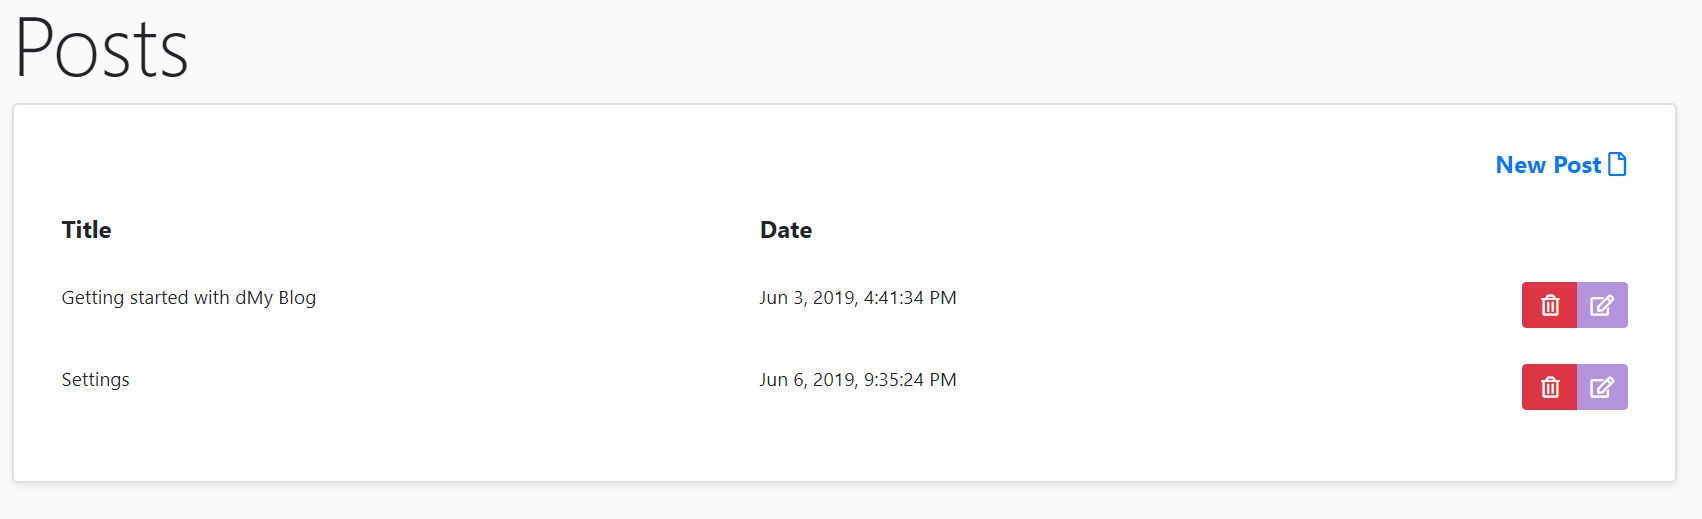 Posts
New Post
Title Date
Getting started with dMy Blog Jun 3, 2019, 4:41:34 PM
Settings Jun 6, 2019, 9:35:24 PM